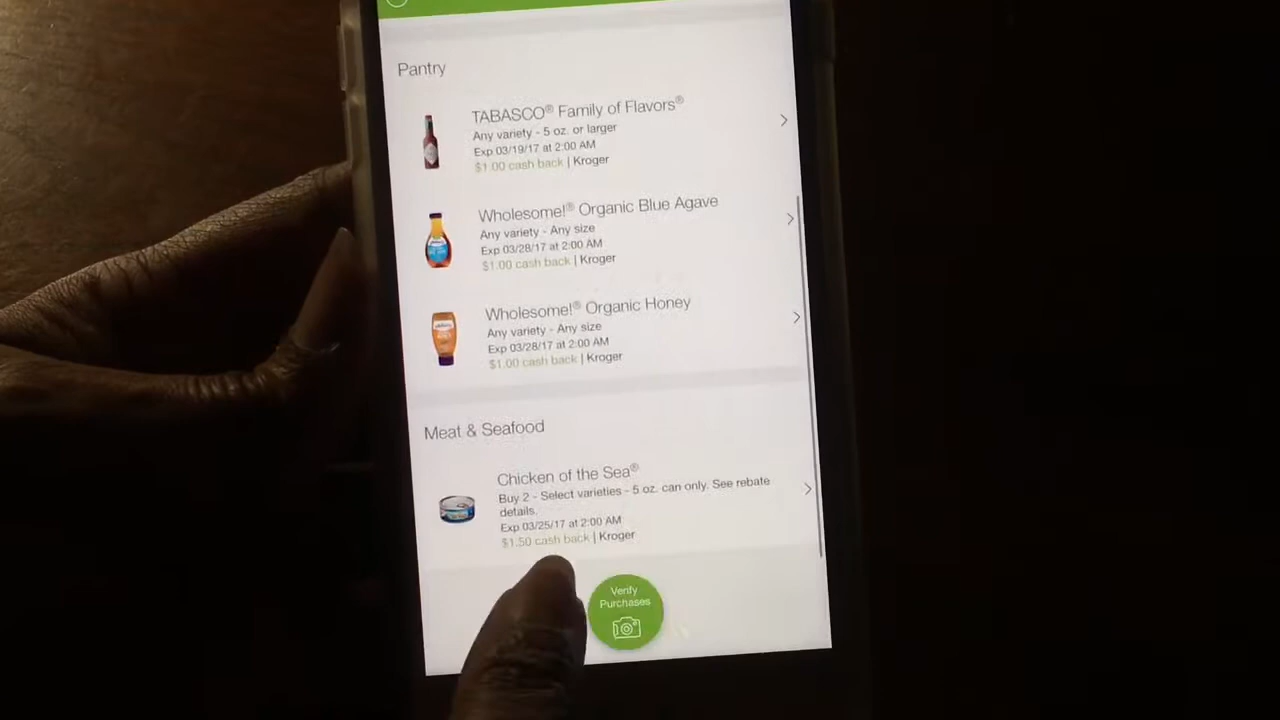 Pantry
TABASCO® Family of Flavors®
Any variety - 5 oz. or larger
Exp 03/19/17 at 2:00 AM
$1.00 cash back | Kroger
Wholesome!® Organic Blue Agave
Any variety - Any size
Exp 03/28/17 at 2:00 AM
$1.00 cash back | Kroger
Wholesome!® Organic Honey
Any variety - Any size
Exp 03/28/17 at 2:00 AM
$1.00 cash back | Kroger
Meat & Seafood
Chicken of the Sea®
Buy 2 - Select varieties - 5 oz. can only. See rebate
details.
Exp 03/25/17 at 2:00 AM
$1.50 cash back | Kroger
Verify
Purchases